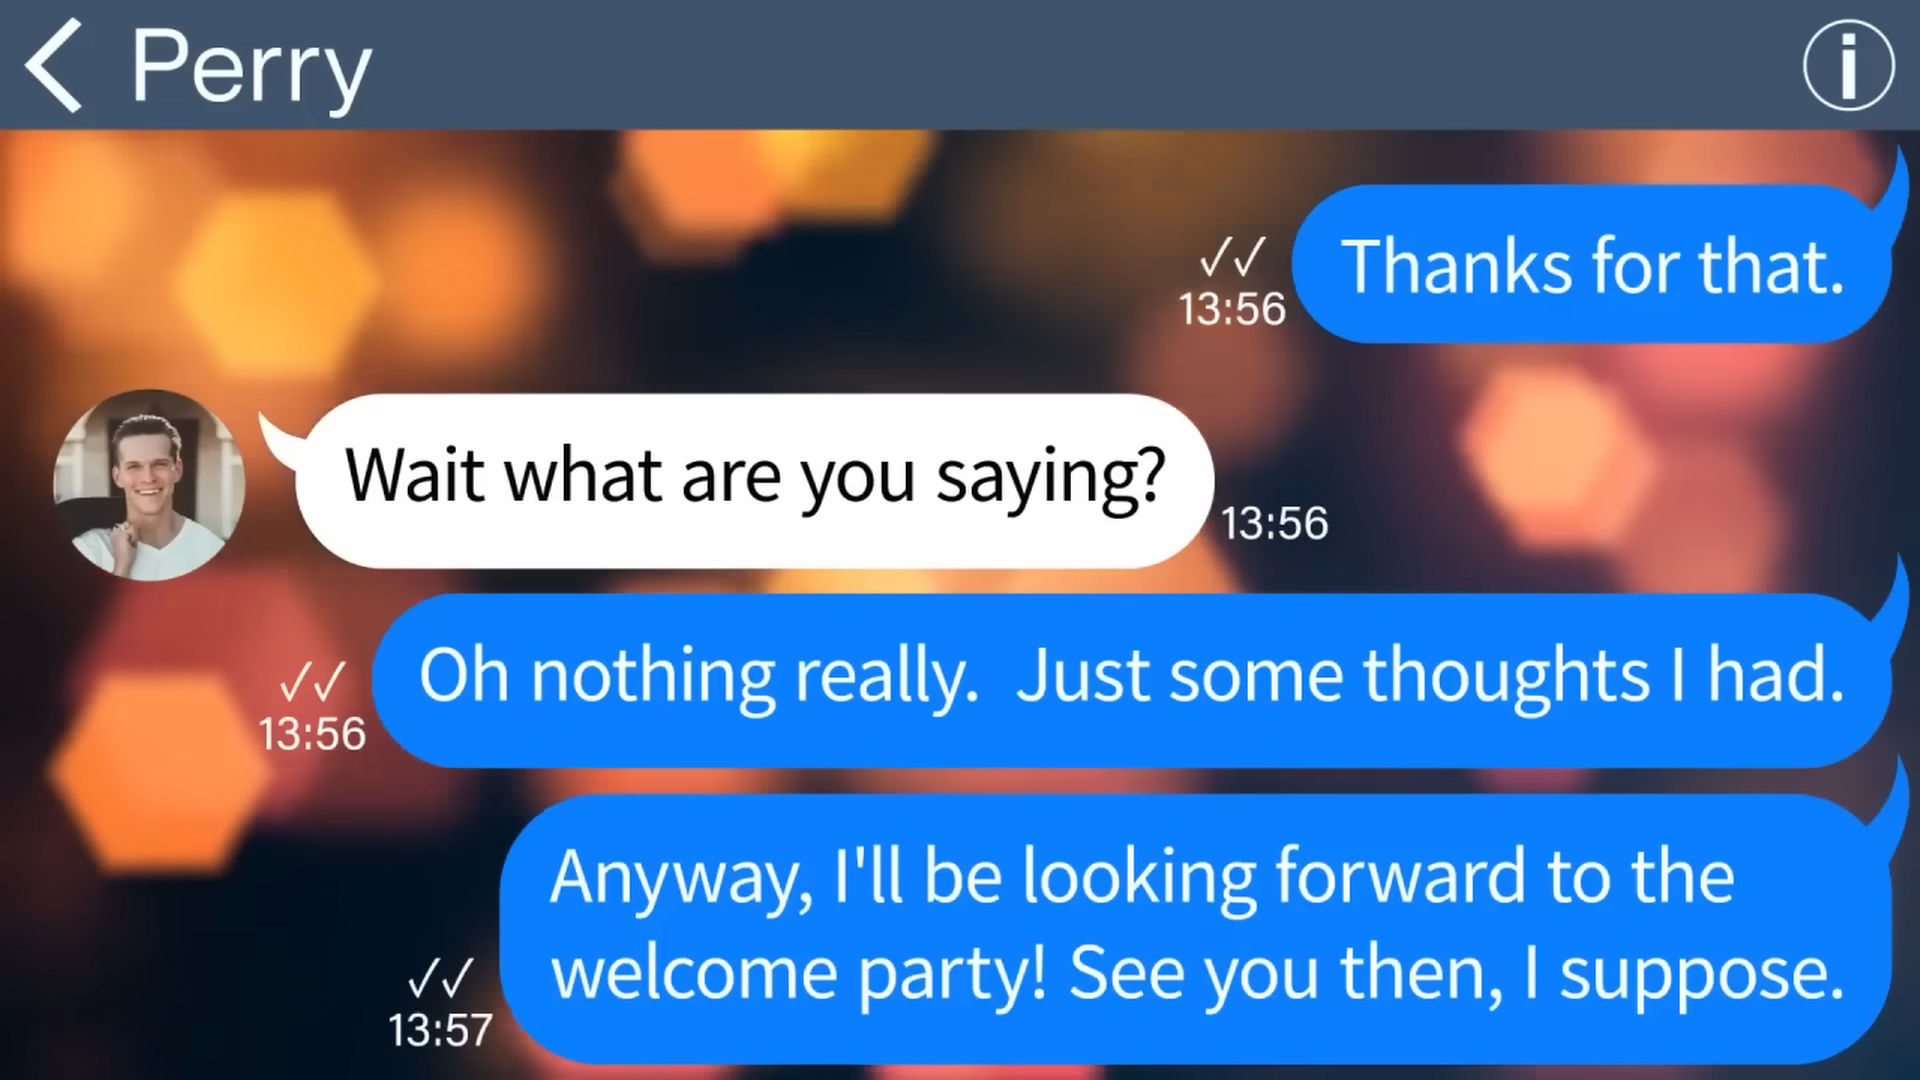 Perry
Thanks for that.
13:56
Wait what are you saying?
13:56
Oh nothing really.  Just some thoughts I had.
13:56
Anyway, I'll be looking forward to the
welcome party! See you then, I suppose.
13:57